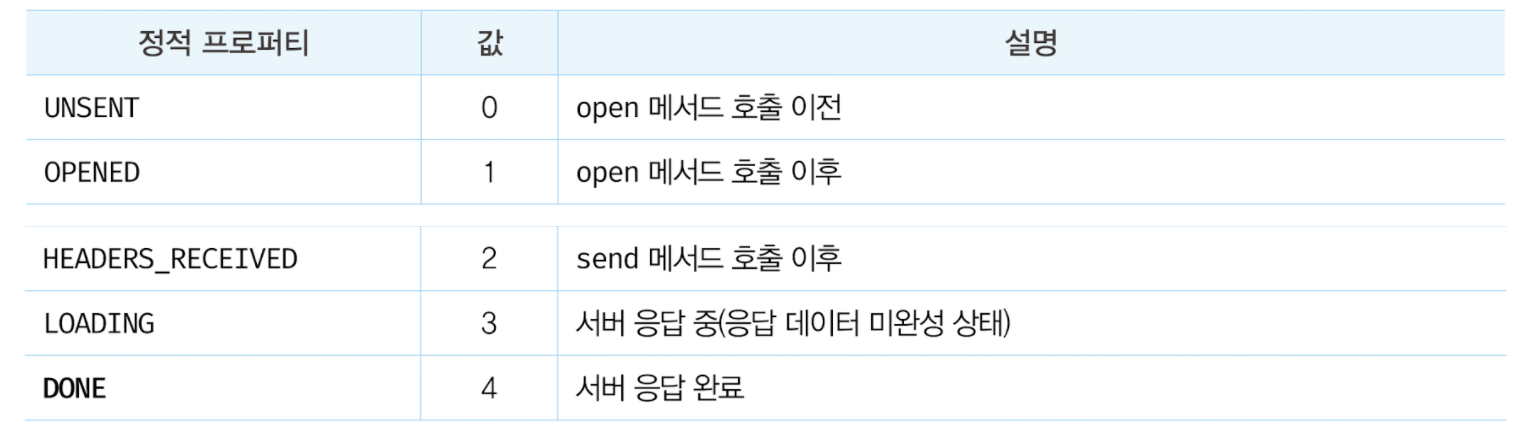 정적 프로퍼티 값 설명
UNSENT 0 open 메서드 호출 이전
OPENED 1 open 메서드 호출 이후
HEADERS_RECEIVED 2 send 메서드 호출 이후
LOADING 3 서버 응답 중(응답 데이터 미완성 상태)
DONE 4 서버 응답 완료